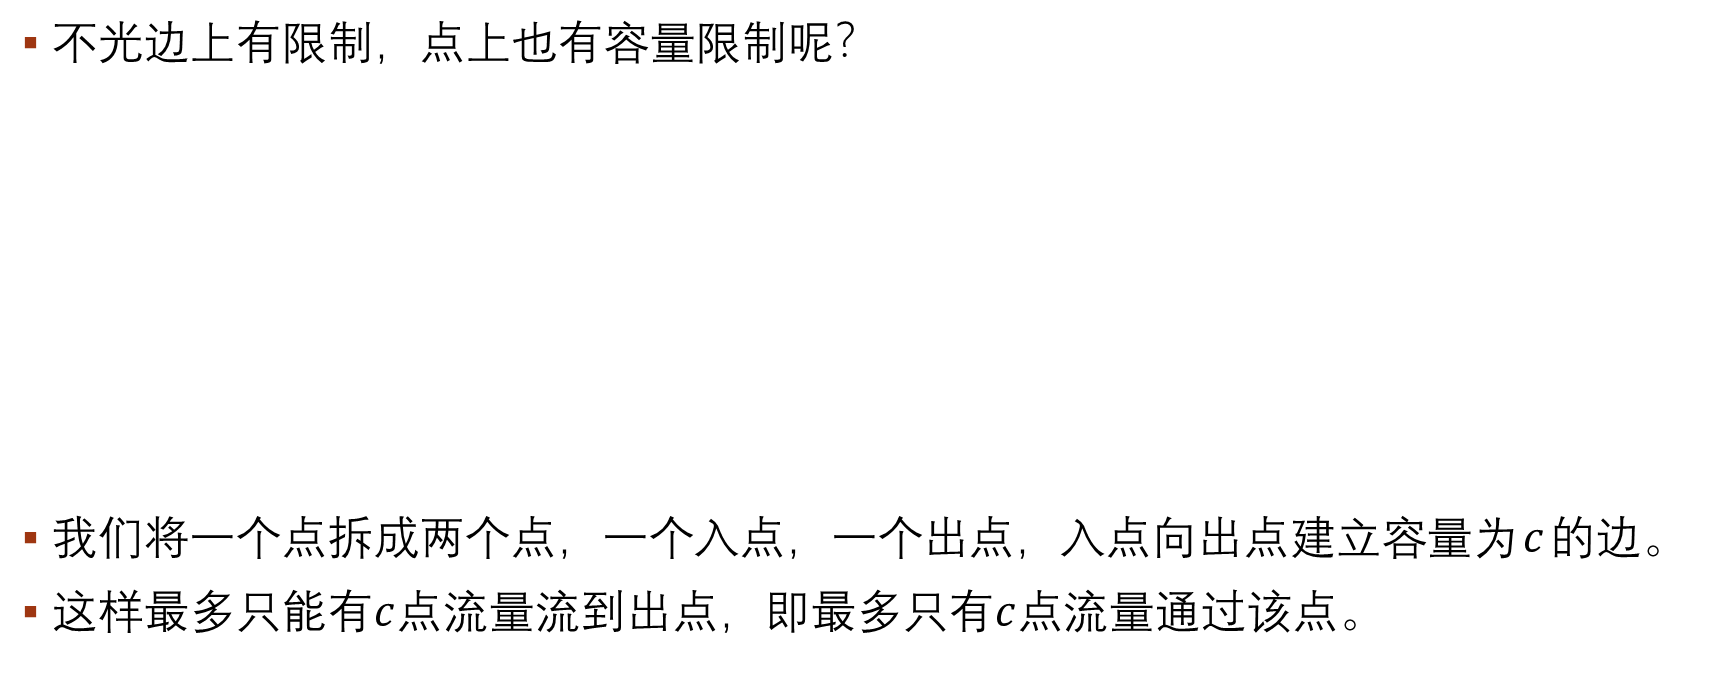 ▪ 不光边上有限制，点上也有容量限制呢？
▪ 我们将一个点拆成两个点，一个入点，一个出点，入点向出点建立容量为c的边。
▪ 这样最多只能有c点流量流到出点，即最多只有c点流量通过该点。